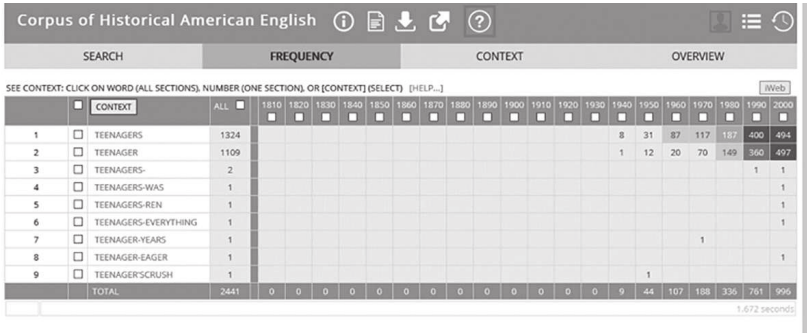 Corpus of Historical American English
SEARCH FREQUENCY CONTEXT OVERVIEW
SEE CONTEXT: CLICK ON WORD (ALL SECTIONS), NUMBER (ONE SECTION), OR [CONTEXT] (SELECT) [HELP...] iWeb
CONTEXT ALL 1810 1820 1830 1840 1850 1860 1870 1880 1890 1900 1910 1920 1930 1940 1950 1960 1970 1980 1990 2000
1 TEENAGERS 1324 8 31 87 117 187 400 494
2 TEENAGER 1109 1 12 20 70 149 360 497
3 TEENAGERS- 2 1 1
4 TEENAGERS-WAS 1 1
5 TEENAGERS-REN 1 1
6 TEENAGERS-EVERYTHING 1 1
7 TEENAGER-YEARS 1 1
8 TEENAGER-EAGER 1 1
9 TEENAGER'SCRUSH 1 1
TOTAL 2441 0 0 0 0 0 0 0 0 0 0 0 0 0 9 44 107 188 336 761 996
1.672 seconds